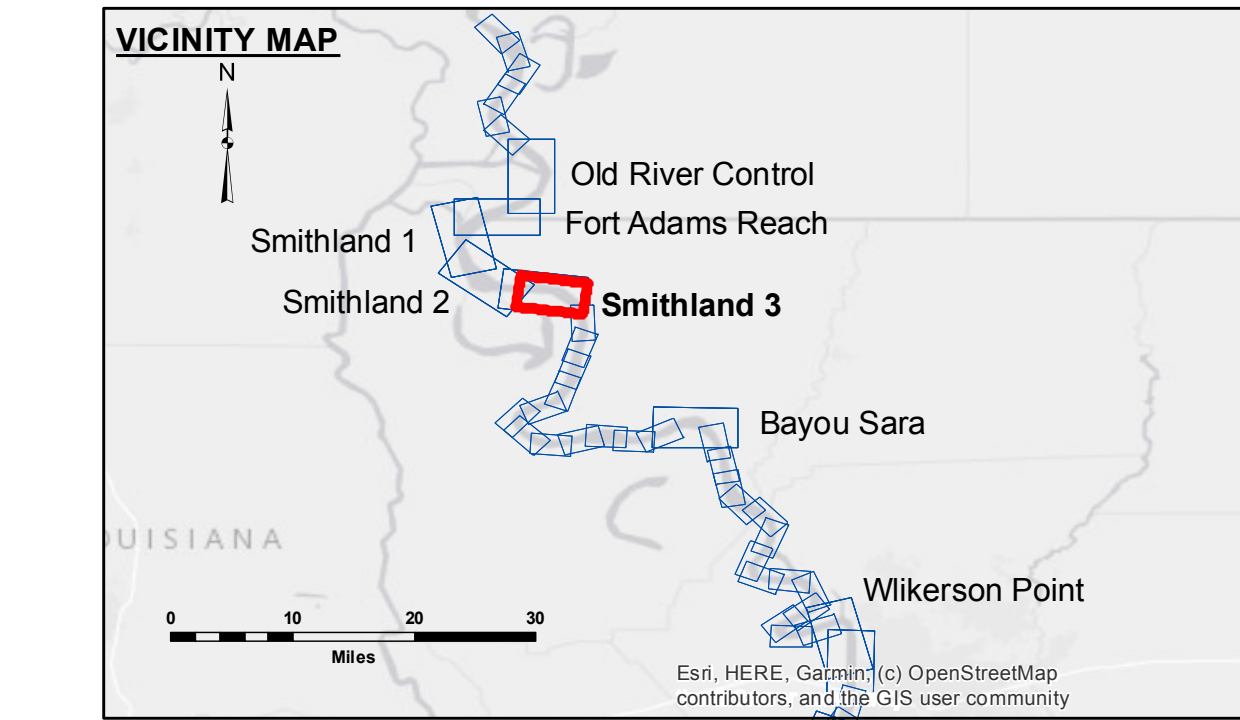 VICINITY MAP
N
Old River Control
Fort Adams Reach
Smithland 1
Smithland 2
Smithland 3
Bayou Sara
OUISIANA
Wlikerson Point
0 10 20 30
Miles
Esri, HERE, Garmin, (c) OpenStreetMap
contributors, and the GIS user community